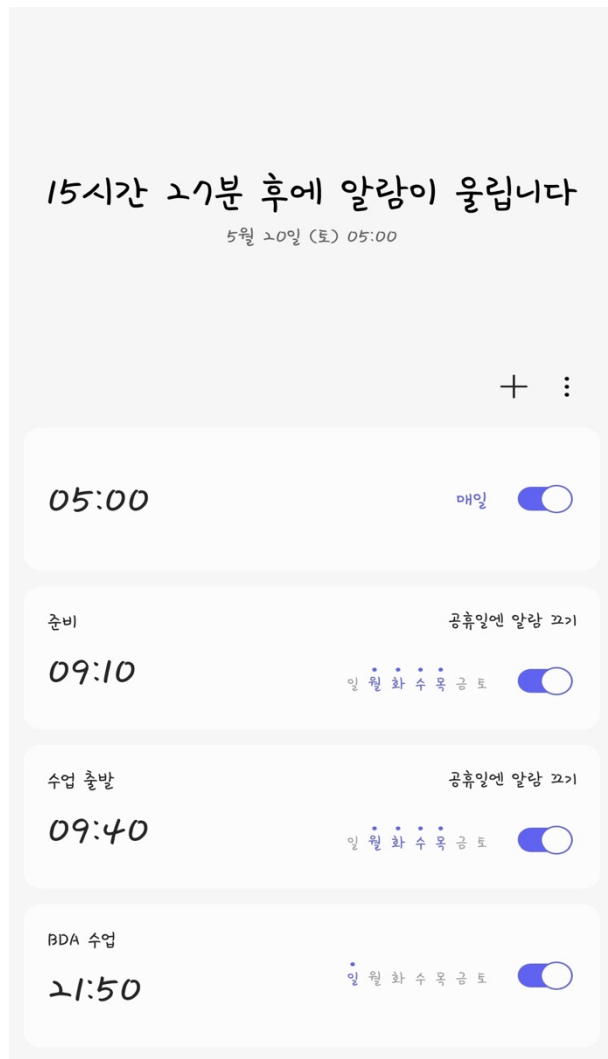 15시간 27분 후에 알람이 울립니다
5월 20일 (토) 05:00
05:00
매일
준비
공휴일엔 알람 끄기
09:10
일 월 화 수 목 금 토
수업 출발
공휴일엔 알람 끄기
09:40
일 월 화 수 목 금 토
BDA 수업
21:50
일 월 화 수 목 금 토